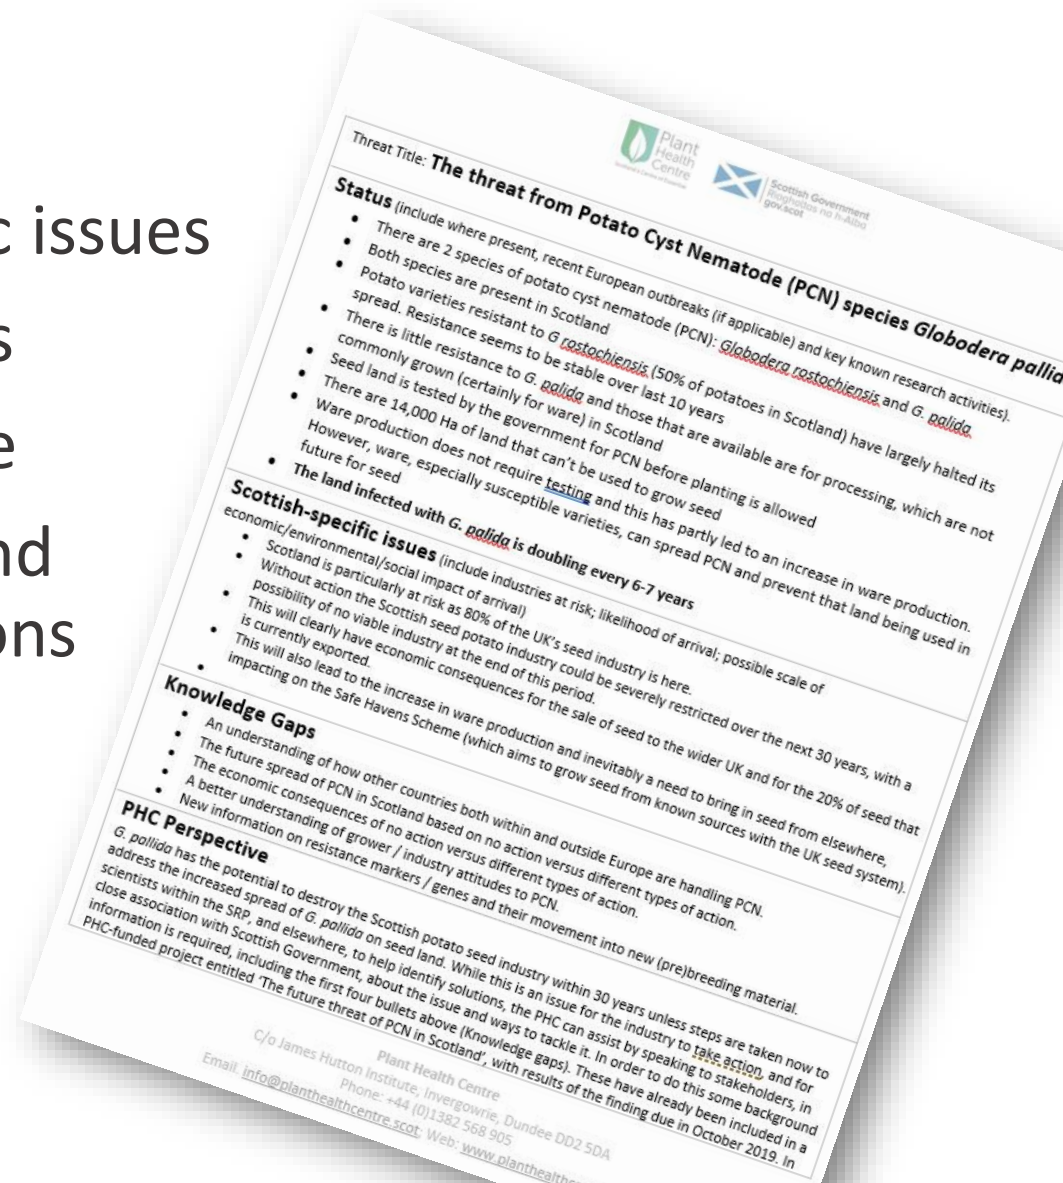 c issues
s
e
nd
ons
Plant
Health
Centre
Scottish Government
Riaghaltas na h-Alba
gov.scot
Threat Title: The threat from Potato Cyst Nematode (PCN) species Globodera pallid
Status (include where present, recent European outbreaks (if applicable) and key known research activities).
• There are 2 species of potato cyst nematode (PCN): Globodera rostochiensis and G. palida
• Both species are present in Scotland
• Potato varieties resistant to G rostochiensis (50% of potatoes in Scotland) have largely halted its
spread. Resistance seems to be stable over last 10 years
• There is little resistance to G. palida and those that are available are for processing, which are not
commonly grown (certainly for ware) in Scotland
• Seed land is tested by the government for PCN before planting is allowed
• There are 14,000 Ha of land that can't be used to grow seed
• Ware production does not require testing and this has partly led to an increase in ware production.
However, ware, especially susceptible varieties, can spread PCN and prevent that land being used in
future for seed
• The land infected with G. palida is doubling every 6-7 years
Scottish-specific issues (include industries at risk; likelihood of arrival; possible scale of
economic/environmental/social impact of arrival)
• Scotland is particularly at risk as 80% of the UK's seed industry is here.
• Without action the Scottish seed potato industry could be severely restricted over the next 30 years, with a
possibility of no viable industry at the end of this period.
• This will clearly have economic consequences for the sale of seed to the wider UK and for the 20% of seed that
is currently exported.
• This will also lead to the increase in ware production and inevitably a need to bring in seed from elsewhere,
impacting on the Safe Havens Scheme (which aims to grow seed from known sources with the UK seed system).
Knowledge Gaps
• An understanding of how other countries both within and outside Europe are handling PCN.
• The future spread of PCN in Scotland based on no action versus different types of action.
• The economic consequences of no action versus different types of action.
• A better understanding of grower / industry attitudes to PCN.
• New information on resistance markers / genes and their movement into new (pre)breeding material.
PHC Perspective
G. pallida has the potential to destroy the Scottish potato seed industry within 30 years unless steps are taken now to
address the increased spread of G. pallida on seed land. While this is an issue for the industry to take action, and for
scientists within the SRP, and elsewhere, to help identify solutions, the PHC can assist by speaking to stakeholders, in
close association with Scottish Government, about the issue and ways to tackle it. In order to do this some background
information is required, including the first four bullets above (Knowledge gaps). These have already been included in a
PHC-funded project entitled 'The future threat of PCN in Scotland', with results of the finding due in October 2019. In
Plant Health Centre
C/o James Hutton Institute, Invergowrie, Dundee DD2 5DA
Phone: +44 (0)1382 568 905
Email. info@planthealthcentre.scot; Web: www.planthealthc